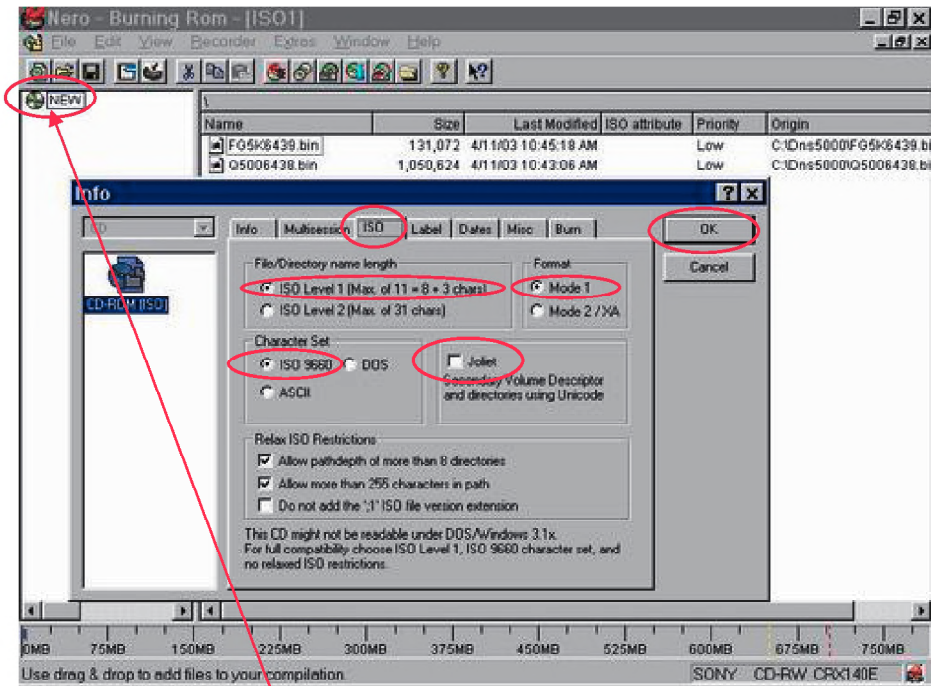 Nero - Burning Rom - [ISO1]
File Edit View Recorder Extras Window Help
NEW
\
Name Size Last Modified ISO attribute Priority Origin
FG5K6439.bin 131,072 4/11/03 10:45:18 AM Low C:\Dns5000\FG5K6439.bi
Q5006438.bin 1,050,624 4/11/03 10:43:06 AM Low C:\Dns5000\Q5006438.bi
Info
CD
Info Multisession ISO Label Dates Misc Burn
OK
Cancel
CD-ROM (ISO)
File/Directory name length
ISO Level 1 (Max. of 11 = 8 + 3 chars)
ISO Level 2 (Max. of 31 chars)
Format
Mode 1
Mode 2 / XA
Character Set
ISO 9660 DOS
ASCII
Joliet
Secondary Volume Descriptor
and directories using Unicode
Relax ISO Restrictions
Allow pathdepth of more than 8 directories
Allow more than 255 characters in path
Do not add the ';1' ISO file version extension
This CD might not be readable under DOS/Windows 3.1x.
For full compatibility choose ISO Level 1, ISO 9660 character set, and
no relaxed ISO restrictions.
0MB 75MB 150MB 225MB 300MB 375MB 450MB 525MB 600MB 675MB 750MB
Use drag & drop to add files to your compilation
SONY CD-RW CRX140E